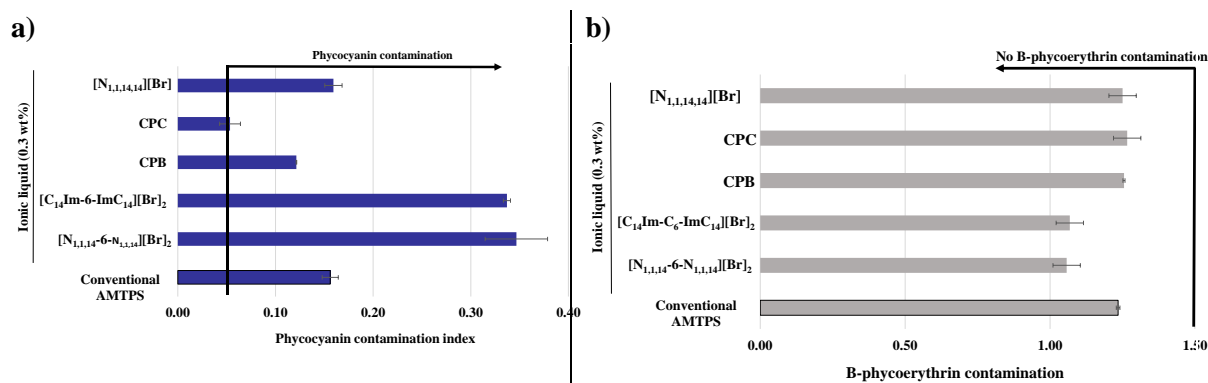 a)
Phycocyanin contamination
Ionic liquid (0.3 wt%)
[N1,1,14,14][Br]
CPC
CPB
[C14Im-6-ImC14][Br]2
[N1,1,14-6-N1,1,14][Br]2
Conventional
AMTPS
0.00 0.10 0.20 0.30 0.40
Phycocyanin contamination index
b)
No B-phycoerythrin contamination
Ionic liquid (0.3 wt%)
[N1,1,14,14][Br]
CPC
CPB
[C14Im-C6-ImC14][Br]2
[N1,1,14-6-N1,1,14][Br]2
Conventional
AMTPS
0.00 0.50 1.00 1.50
B-phycoerythrin contamination